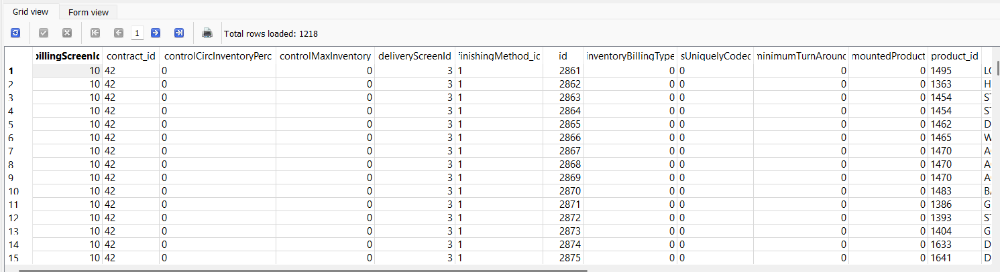 Grid view Form view
1 Total rows loaded: 1218
billingScreenId contract_id controlCircInventoryPerc controlMaxInventory deliveryScreenId finishingMethod_ic id inventoryBillingType sUniquelyCoded minimumTurnAround mountedProduct product_id
1 10 42 0 0 3 1 2861 0 0 0 0 1495 LC
2 10 42 0 0 3 1 2862 0 0 0 0 1363 H
3 10 42 0 0 3 1 2863 0 0 0 0 1454 ST
4 10 42 0 0 3 1 2864 0 0 0 0 1454 ST
5 10 42 0 0 3 1 2865 0 0 0 0 1462 D
6 10 42 0 0 3 1 2866 0 0 0 0 1465 W
7 10 42 0 0 3 1 2867 0 0 0 0 1470 A
8 10 42 0 0 3 1 2868 0 0 0 0 1470 A
9 10 42 0 0 3 1 2869 0 0 0 0 1470 A
10 10 42 0 0 3 1 2870 0 0 0 0 1483 BA
11 10 42 0 0 3 1 2871 0 0 0 0 1386 G
12 10 42 0 0 3 1 2872 0 0 0 0 1393 ST
13 10 42 0 0 3 1 2873 0 0 0 0 1404 G
14 10 42 0 0 3 1 2874 0 0 0 0 1633 D
15 10 42 0 0 3 1 2875 0 0 0 0 1641 D